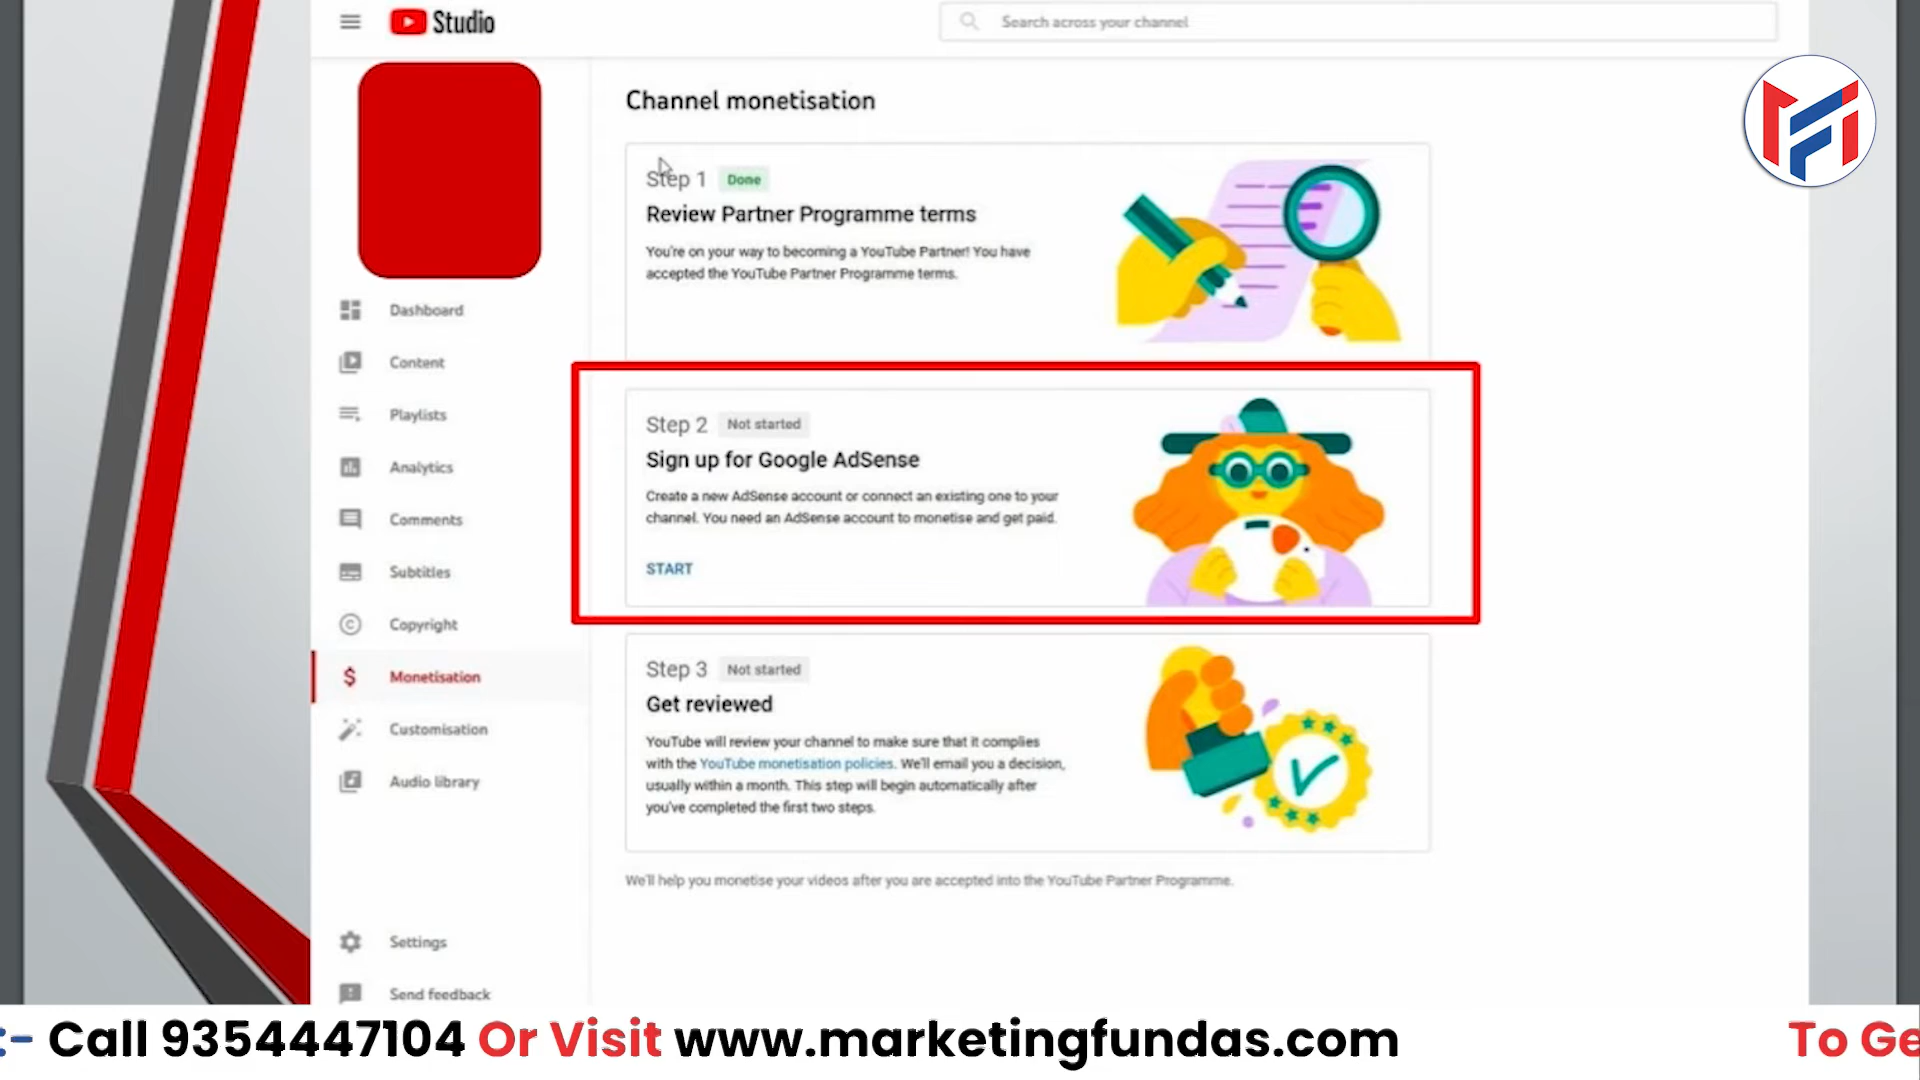 Studio
Search across your channel
Channel monetisation
Step 1 Done
Review Partner Programme terms
You're on your way to becoming a YouTube Partner! You have
accepted the YouTube Partner Programme terms.
Dashboard
Content
Playlists
Analytics
Comments
Subtitles
Copyright
Monetisation
Customisation
Audio library
Settings
Send feedback
Step 2 Not started
Sign up for Google AdSense
Create a new AdSense account or connect an existing one to your
channel. You need an AdSense account to monetise and get paid.
START
Step 3 Not started
Get reviewed
YouTube will review your channel to make sure that it complies
with the YouTube monetisation policies. We'll email you a decision,
usually within a month. This step will begin automatically after
you've completed the first two steps.
We'll help you monetise your videos after you are accepted into the YouTube Partner Programme.
:- Call 9354447104 Or Visit www.marketingfundas.com To Ge